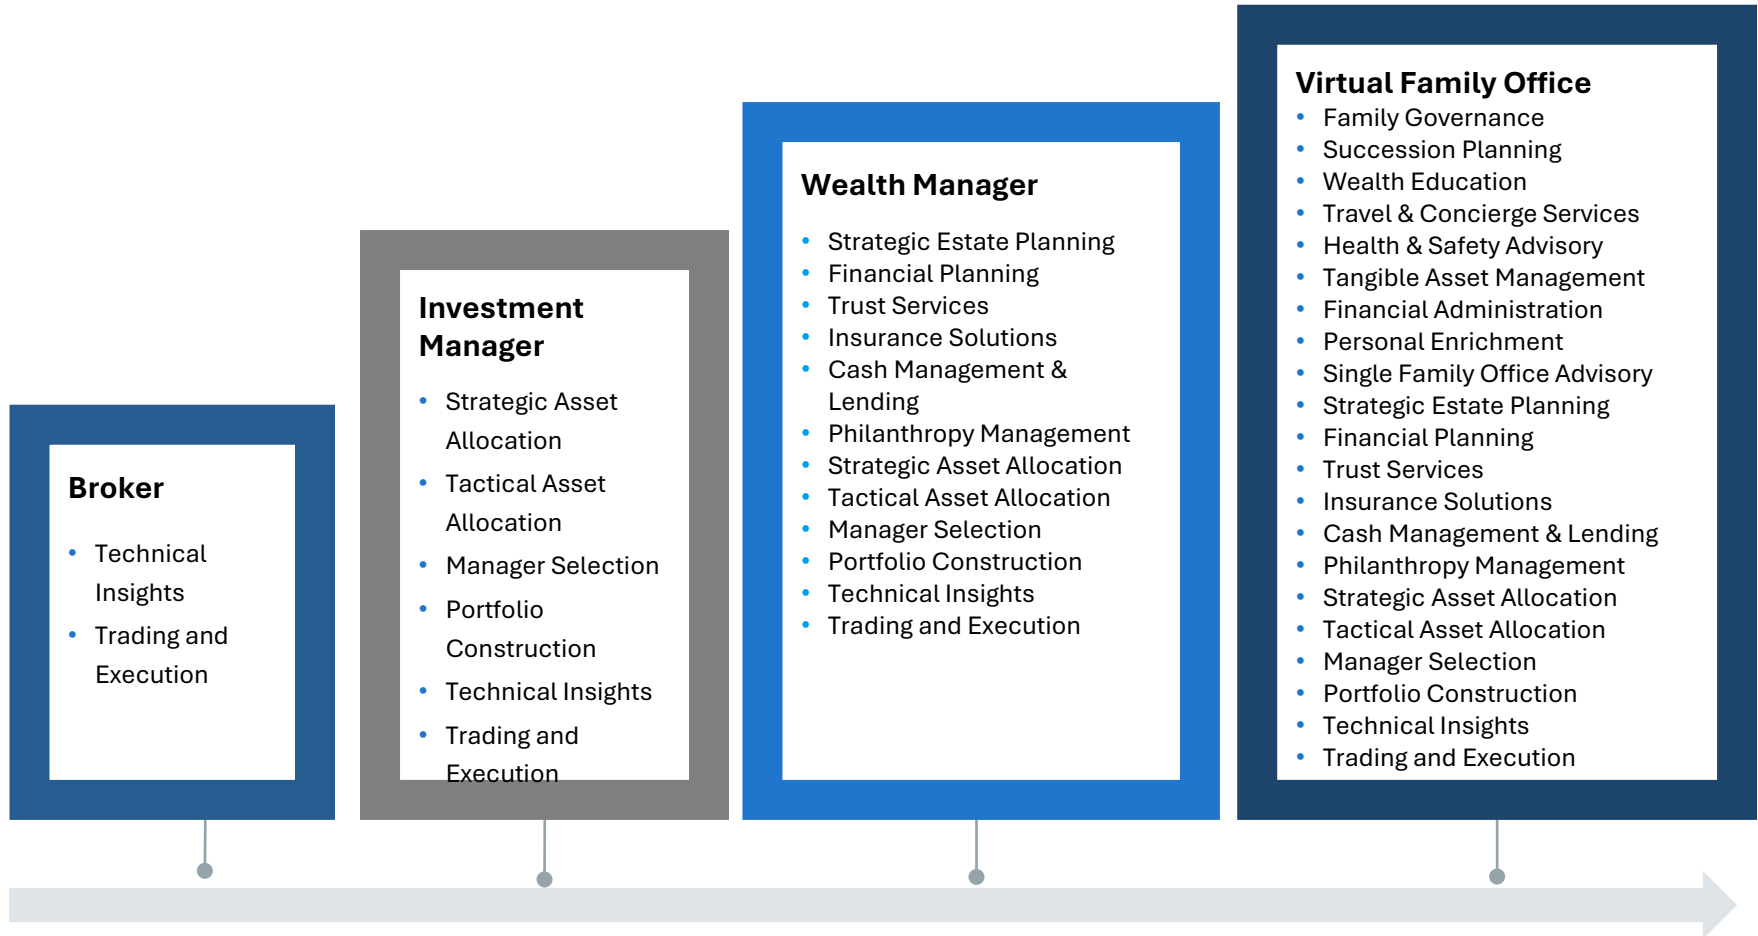 Broker
• Technical
Insights
• Trading and
Execution
Investment
Manager
• Strategic Asset
Allocation
• Tactical Asset
Allocation
• Manager Selection
• Portfolio
Construction
• Technical Insights
• Trading and
Execution
Wealth Manager
• Strategic Estate Planning
• Financial Planning
• Trust Services
• Insurance Solutions
• Cash Management &
Lending
• Philanthropy Management
• Strategic Asset Allocation
• Tactical Asset Allocation
• Manager Selection
• Portfolio Construction
• Technical Insights
• Trading and Execution
Virtual Family Office
• Family Governance
• Succession Planning
• Wealth Education
• Travel & Concierge Services
• Health & Safety Advisory
• Tangible Asset Management
• Financial Administration
• Personal Enrichment
• Single Family Office Advisory
• Strategic Estate Planning
• Financial Planning
• Trust Services
• Insurance Solutions
• Cash Management & Lending
• Philanthropy Management
• Strategic Asset Allocation
• Tactical Asset Allocation
• Manager Selection
• Portfolio Construction
• Technical Insights
• Trading and Execution